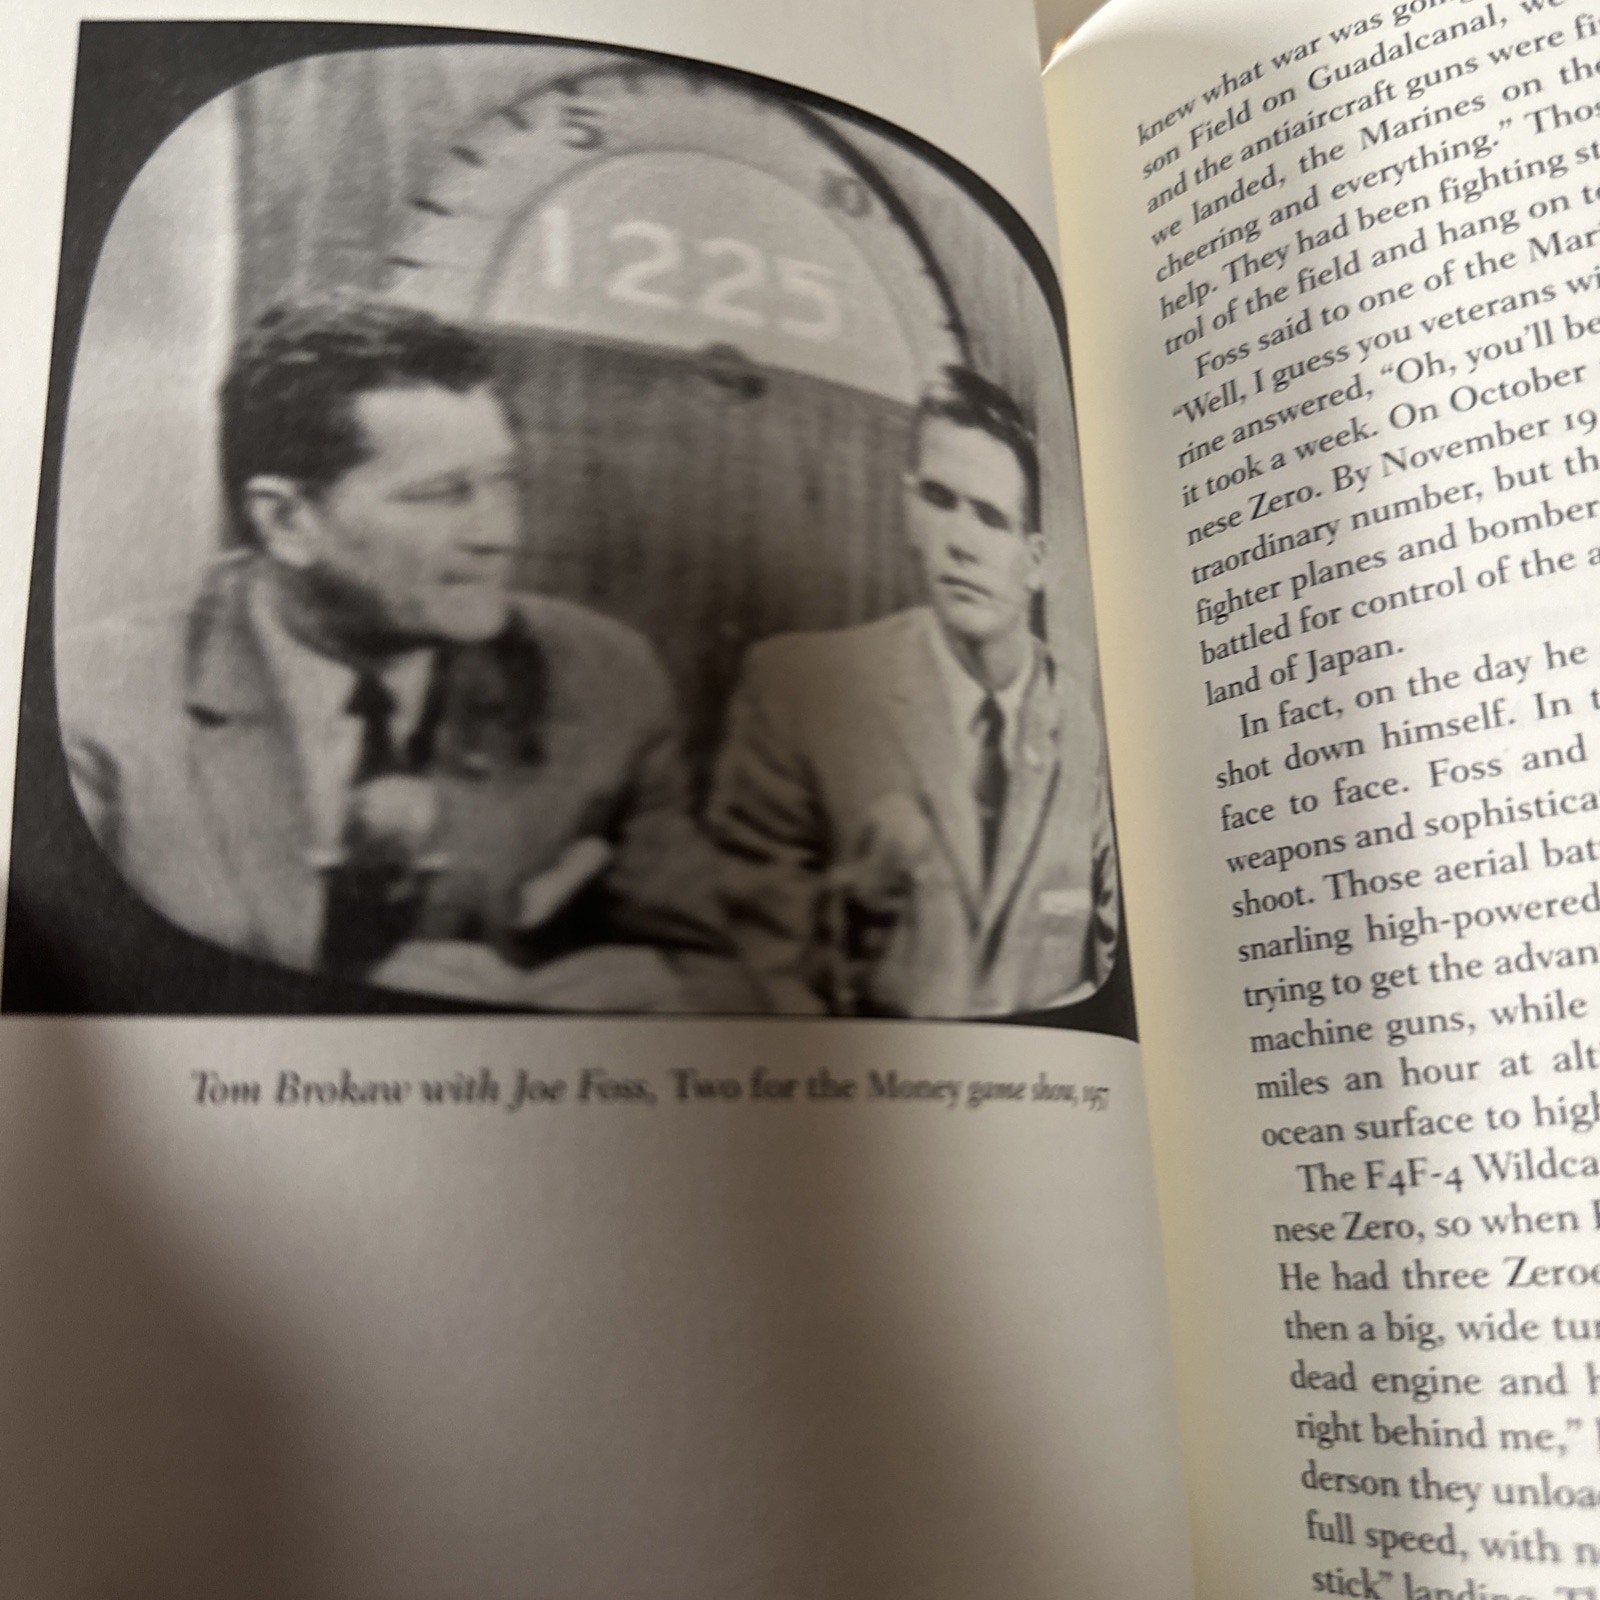 5
10
1225
Tom Brokaw with Joe Foss, Two for the Money game show, 1957
knew what war was
son Field on Guadalcanal,
and the antiaircraft guns were
we landed, the Marines on the
cheering and everything.” Thos
help. They had been fighting st
trol of the field and hang on to
Foss said to one of the Mar
“Well, I guess you veterans wi
rine answered, “Oh, you’ll be
it took a week. On October
nese Zero. By November 19
traordinary number, but th
fighter planes and bomber
battled for control of the a
land of Japan.
In fact, on the day he
shot down himself. In t
face to face. Foss and
weapons and sophistica
shoot. Those aerial bat
snarling high-powered
trying to get the advan
machine guns, while
miles an hour at alt
ocean surface to high
The F4F-4 Wildca
nese Zero, so when
He had three Zeroe
then a big, wide tur
dead engine and h
right behind me,”
derson they unloa
full speed, with n
stick” landing. Th